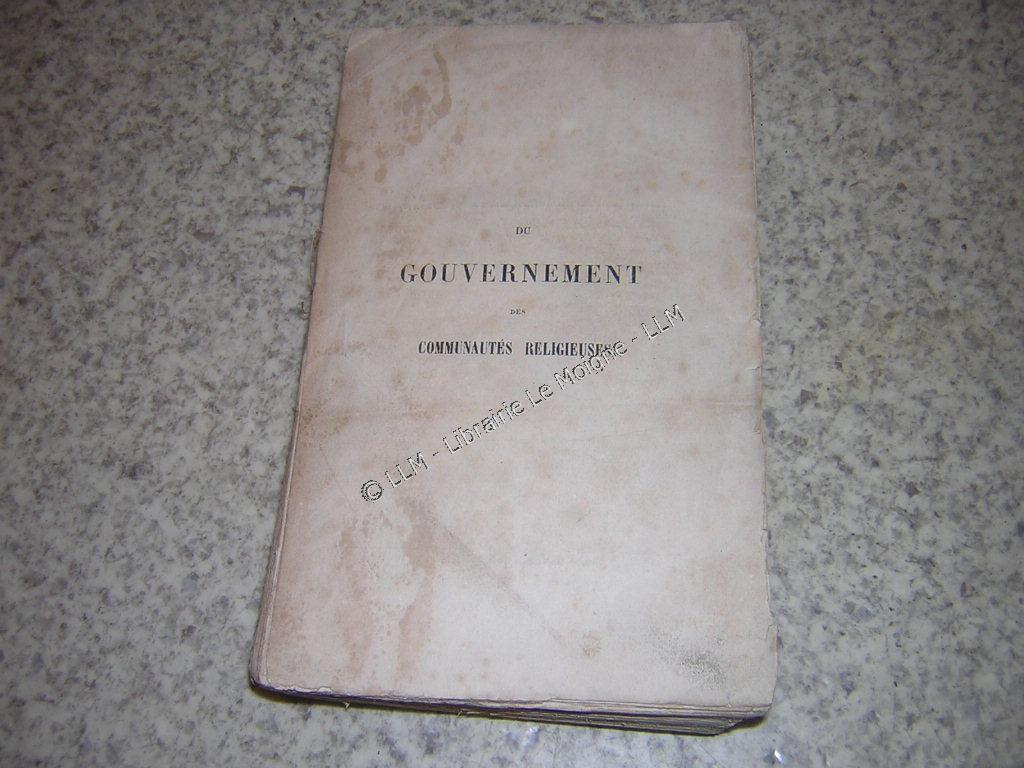 DU
GOUVERNEMENT
DES
COMMUNAUTÉS RELIGIEUSES
© LLM - Librairie Le Moigne - LLM